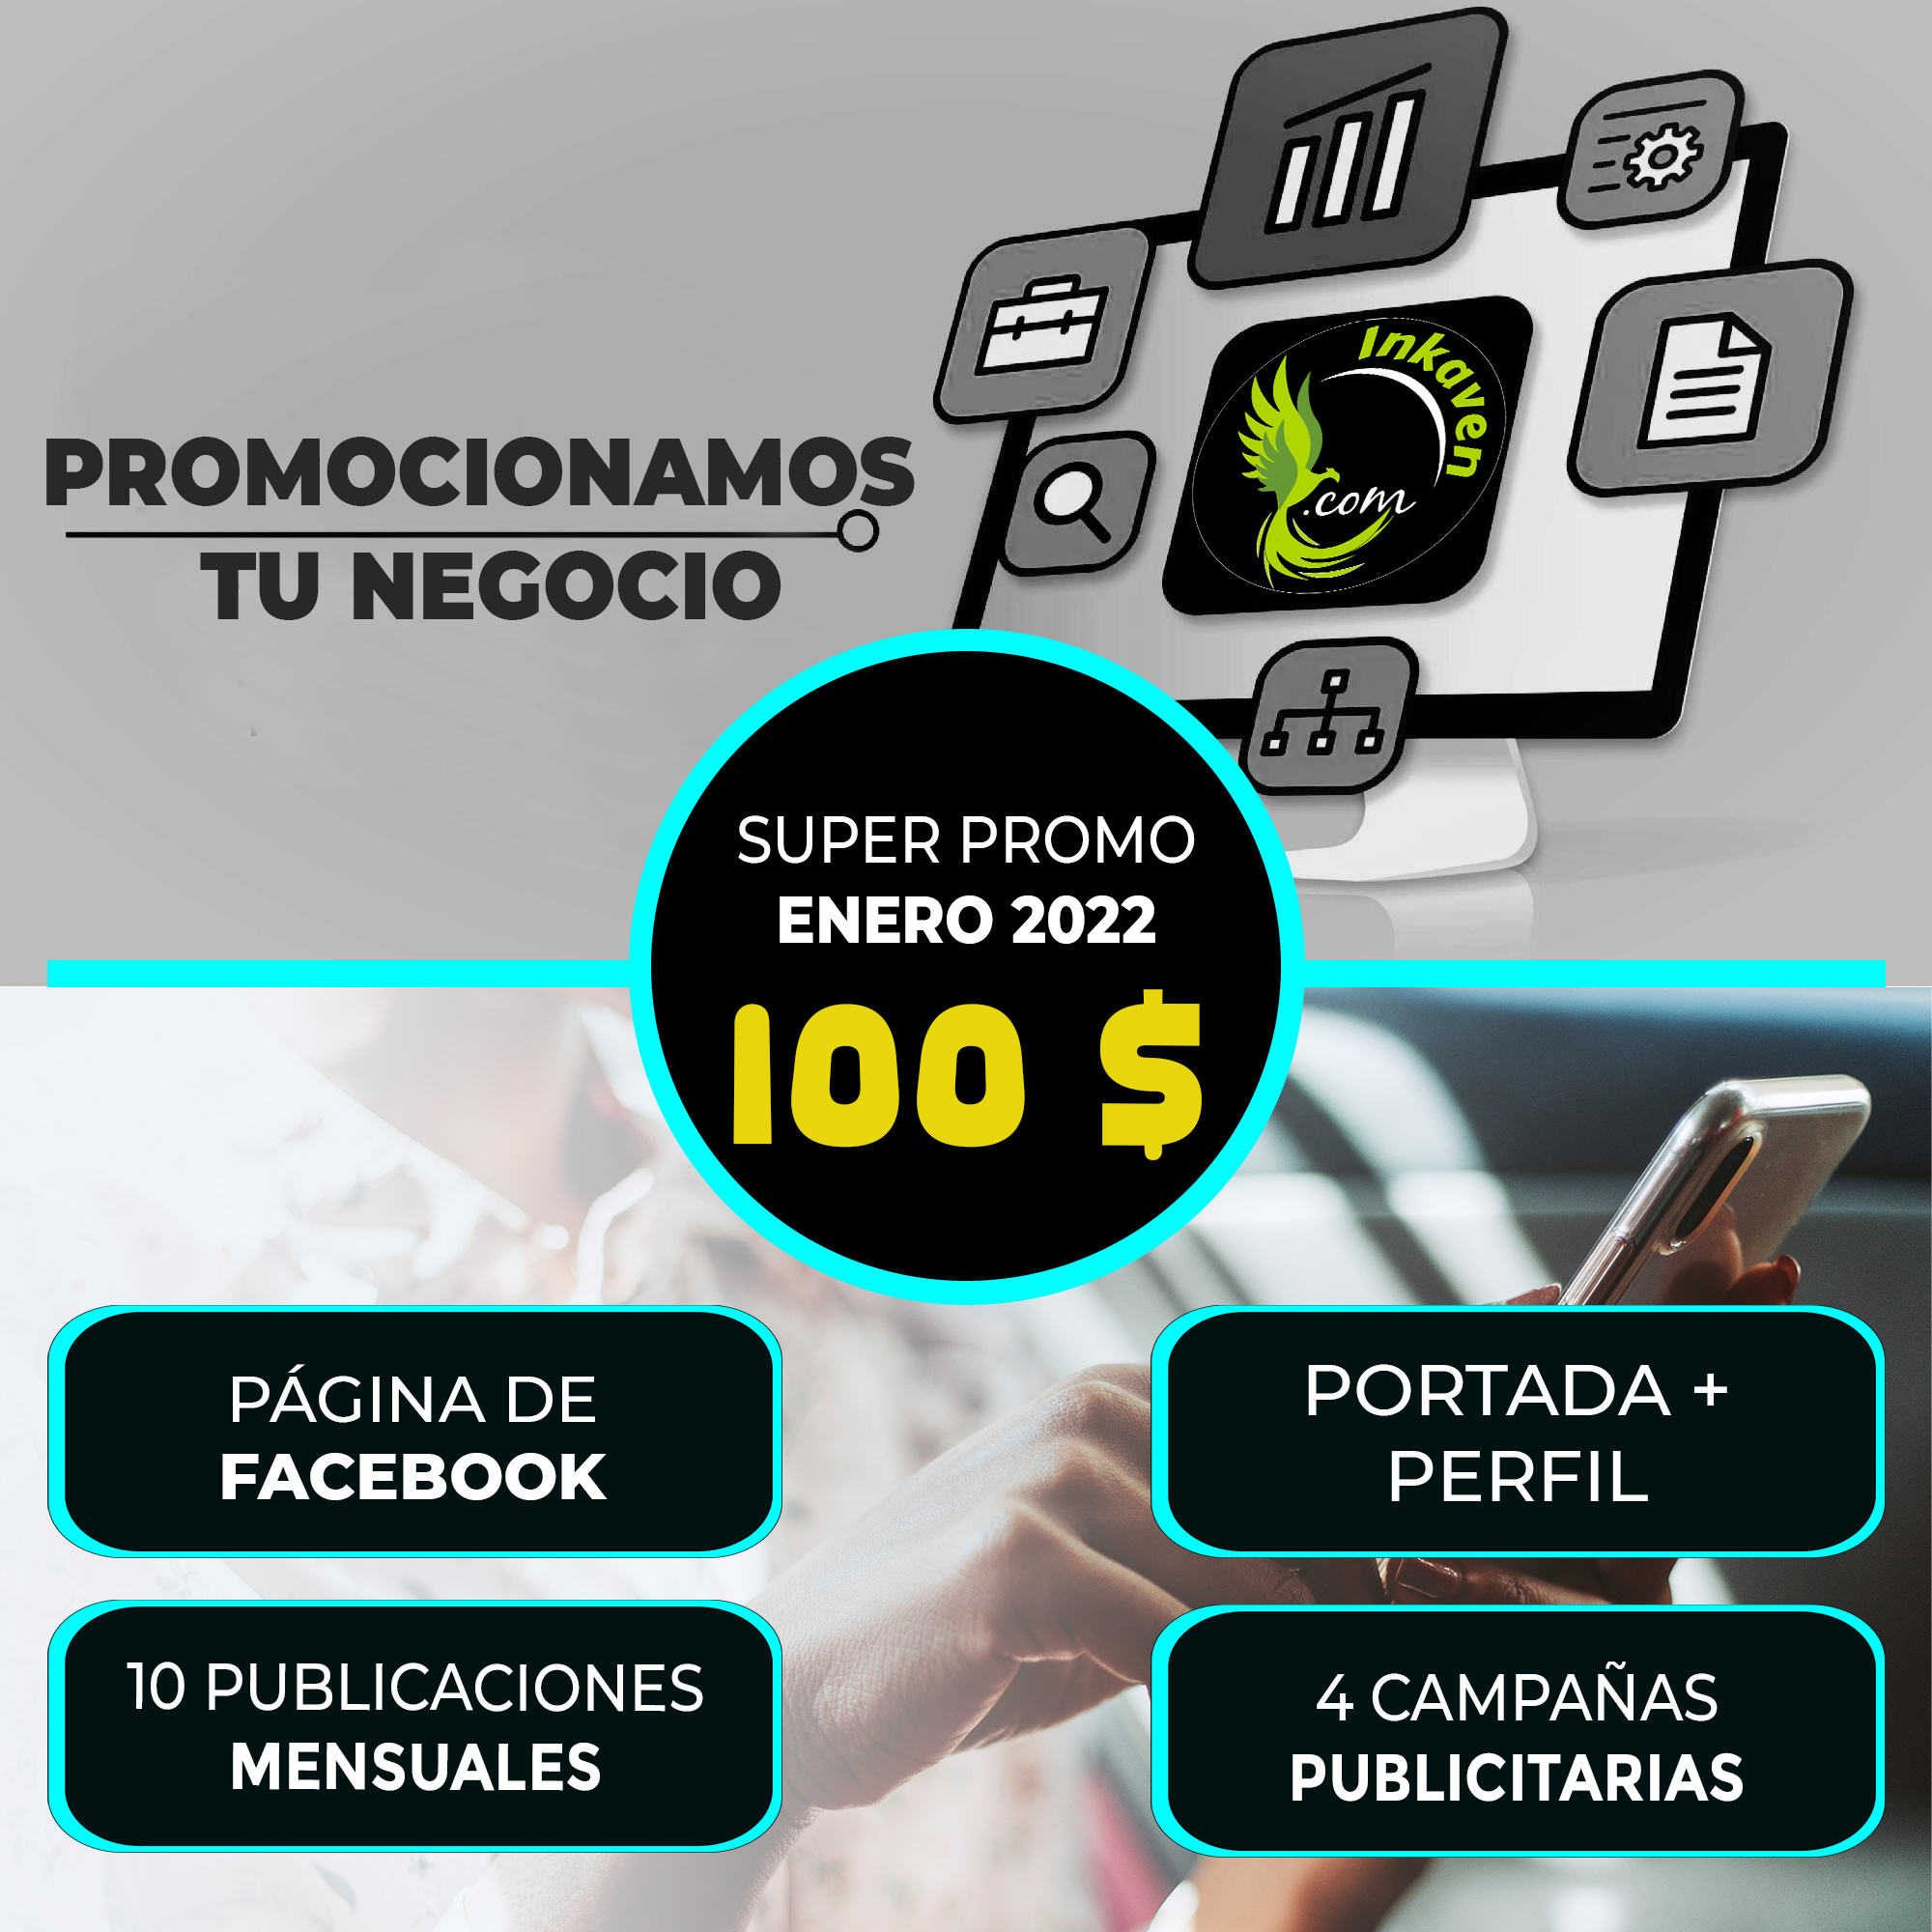 PROMOCIONAMOS
TU NEGOCIO
Inkaven
.com
SUPER PROMO
ENERO 2022
100 $
PÁGINA DE
FACEBOOK
PORTADA +
PERFIL
10 PUBLICACIONES
MENSUALES
4 CAMPAÑAS
PUBLICITARIAS